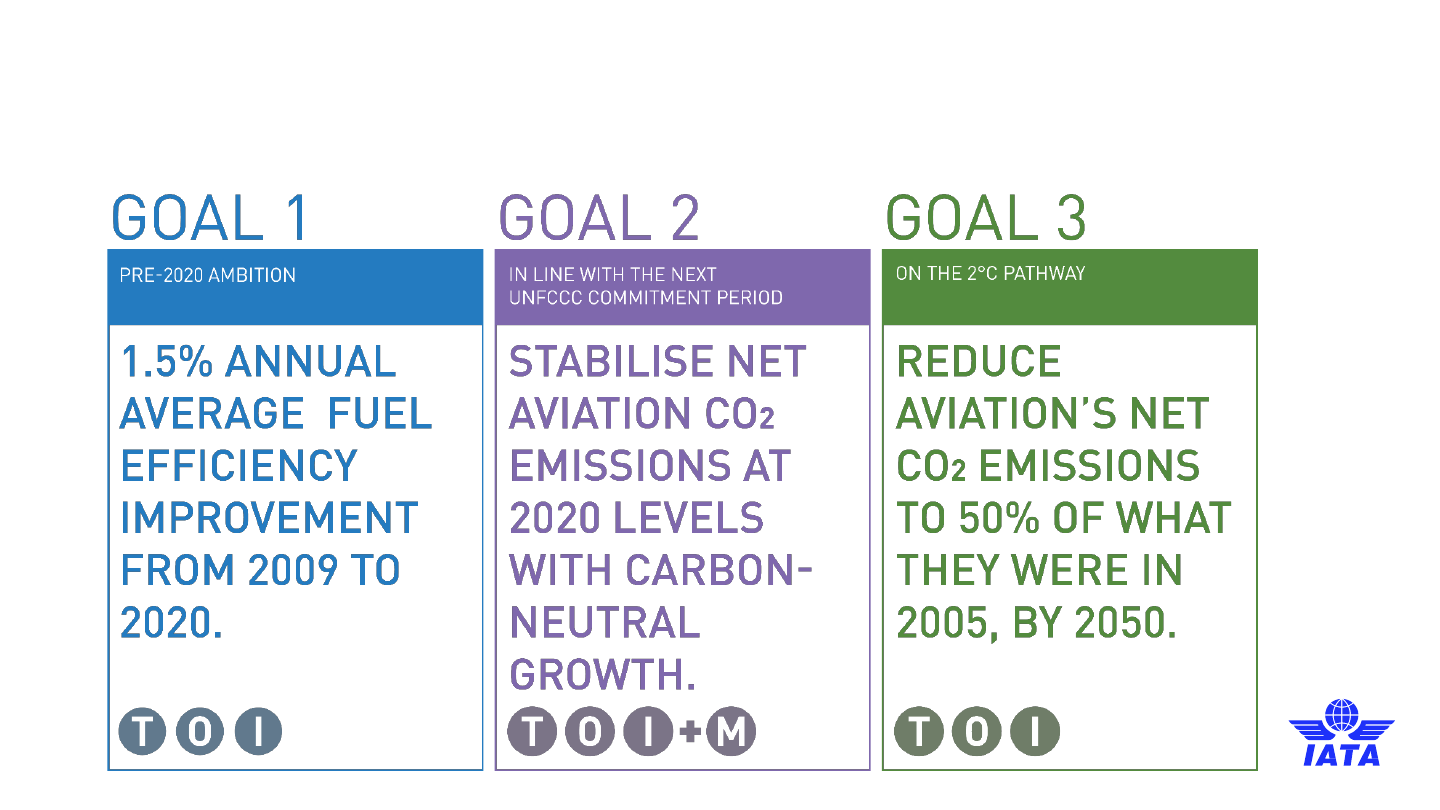 GOAL 1
PRE-2020 AMBITION
1.5% ANNUAL
AVERAGE FUEL
EFFICIENCY
IMPROVEMENT
FROM 2009 TO
2020.
T O I
GOAL 2
IN LINE WITH THE NEXT
UNFCCC COMMITMENT PERIOD
STABILISE NET
AVIATION CO₂
EMISSIONS AT
2020 LEVELS
WITH CARBON-
NEUTRAL
GROWTH.
T O I + M
GOAL 3
ON THE 2°C PATHWAY
REDUCE
AVIATION’S NET
CO₂ EMISSIONS
TO 50% OF WHAT
THEY WERE IN
2005, BY 2050.
T O I
IATA